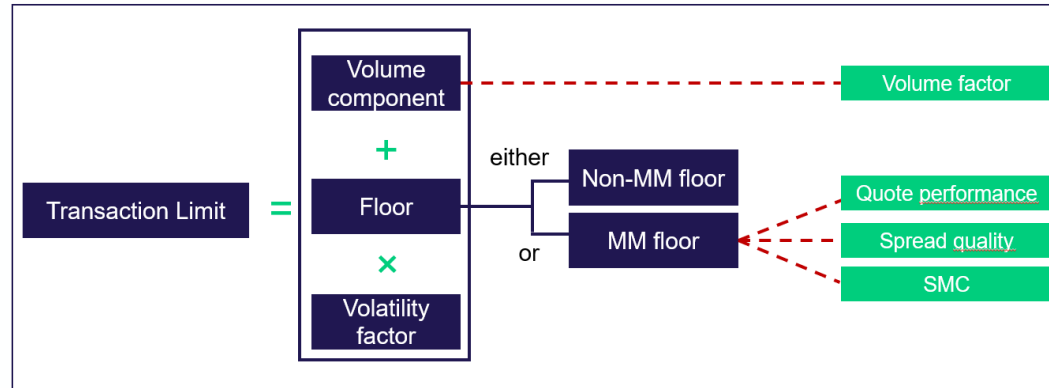 Transaction Limit
=
Volume
component
+
Floor
×
Volatility
factor
either
or
Non-MM floor
MM floor
Volume factor
Quote performance
Spread quality
SMC